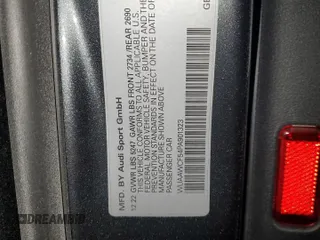 MFD. BY Audi Sport GmbH
12.22 GVWR LBS 5247 GAWR LBS FRONT 2734 /REAR 2690
THIS VEHICLE CONFORMS TO ALL APPLICABLE U.S.
FEDERAL MOTOR VEHICLE SAFETY, BUMPER, AND THEFT
PREVENTION STANDARDS IN EFFECT ON THE DATE OF
MANUFACTURE SHOWN ABOVE.
PASSENGER CAR